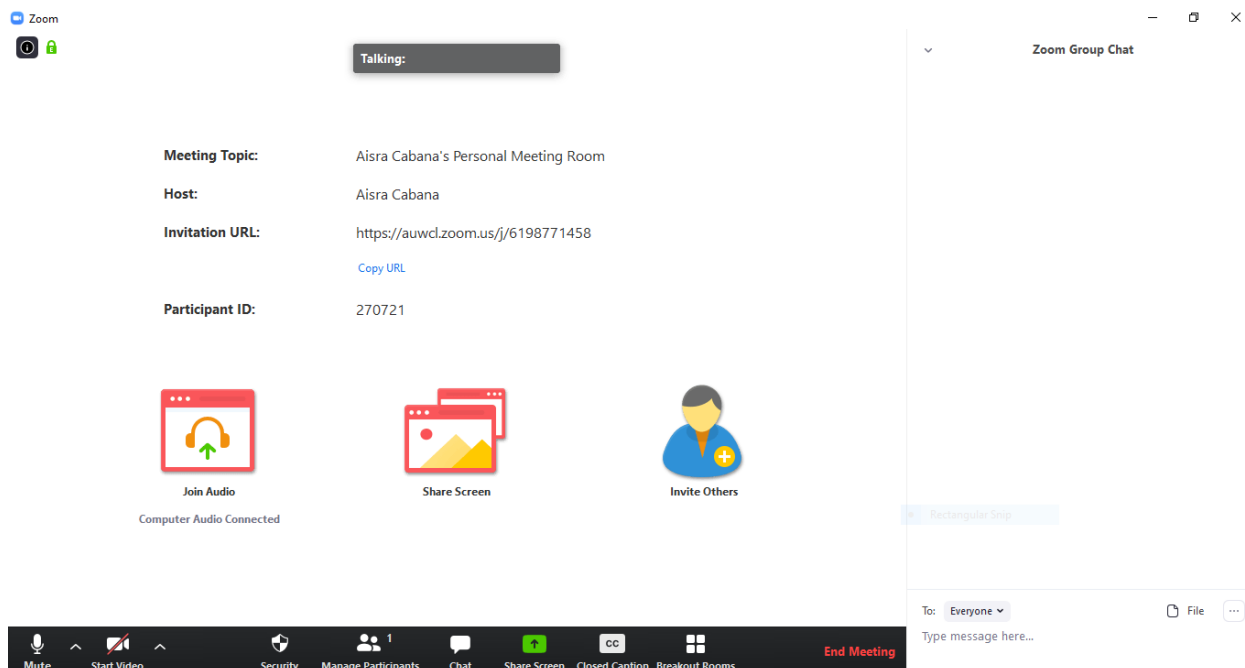 Zoom
Talking:
Zoom Group Chat
Meeting Topic: Aisra Cabana's Personal Meeting Room
Host: Aisra Cabana
Invitation URL: https://auwcl.zoom.us/j/6198771458
Copy URL
Participant ID: 270721
Join Audio Share Screen Invite Others
Computer Audio Connected
Rectangular Snip
To: Everyone File ...
Type message here...
1
CC
Mute Start Video Security Manage Participants Chat Share Screen Closed Caption Breakout Rooms End Meeting